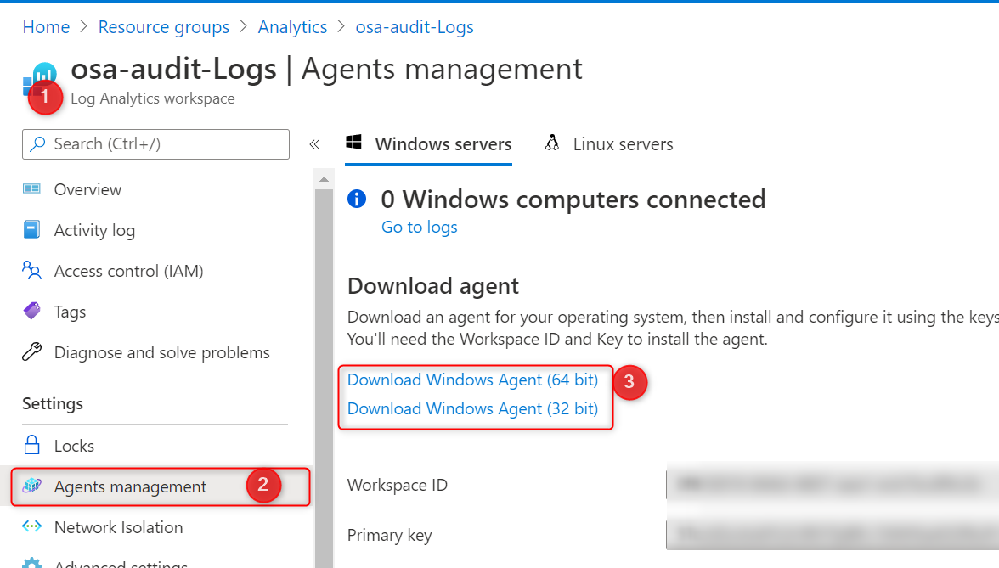 Home > Resource groups > Analytics > osa-audit-Logs
osa-audit-Logs | Agents management
1
Log Analytics workspace
Search (Ctrl+/)
«
Windows servers
Linux servers
Overview
Activity log
Access control (IAM)
Tags
Diagnose and solve problems
Settings
Locks
Agents management
2
Network Isolation
Advanced settings
0 Windows computers connected
Go to logs
Download agent
Download an agent for your operating system, then install and configure it using the keys
You'll need the Workspace ID and Key to install the agent.
Download Windows Agent (64 bit)
3
Download Windows Agent (32 bit)
Workspace ID
Primary key